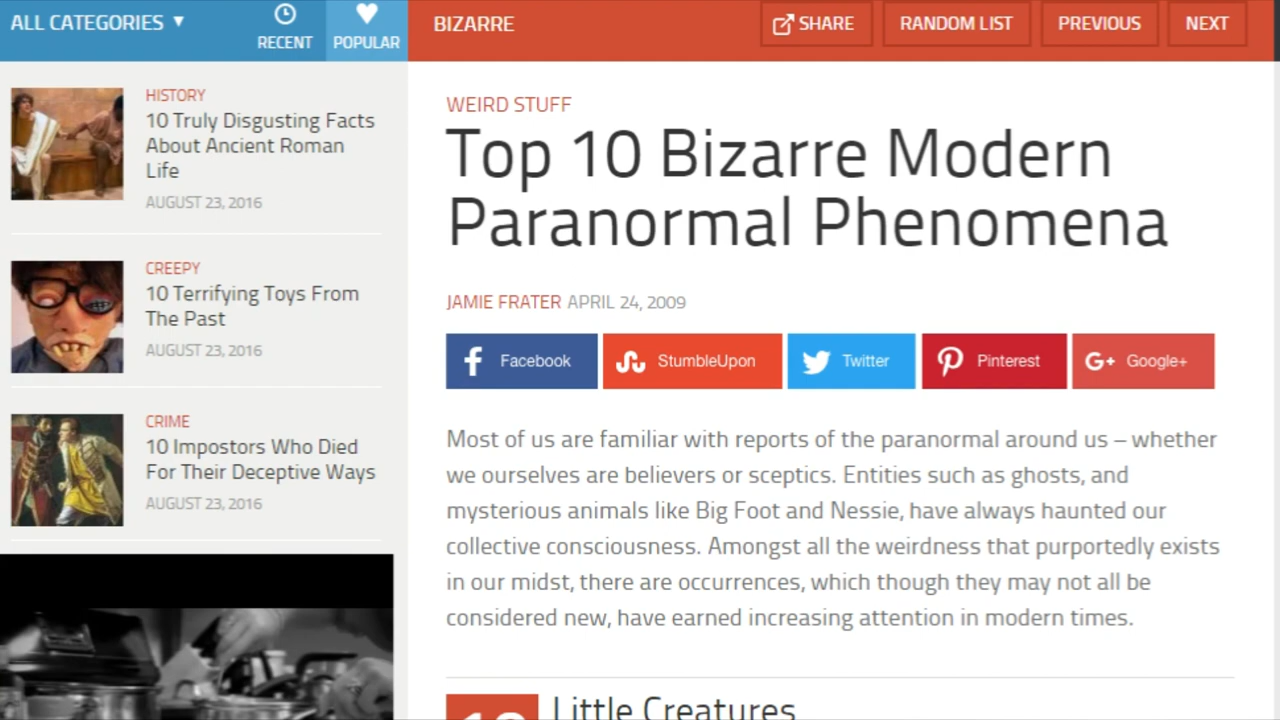 ALL CATEGORIES ▼
RECENT
POPULAR
BIZARRE
SHARE
RANDOM LIST
PREVIOUS
NEXT
HISTORY
10 Truly Disgusting Facts
About Ancient Roman
Life
AUGUST 23, 2016
CREEPY
10 Terrifying Toys From
The Past
AUGUST 23, 2016
CRIME
10 Impostors Who Died
For Their Deceptive Ways
AUGUST 23, 2016
WEIRD STUFF
Top 10 Bizarre Modern
Paranormal Phenomena
JAMIE FRATER APRIL 24, 2009
Facebook
StumbleUpon
Twitter
Pinterest
G+ Google+
Most of us are familiar with reports of the paranormal around us – whether
we ourselves are believers or sceptics. Entities such as ghosts, and
mysterious animals like Big Foot and Nessie, have always haunted our
collective consciousness. Amongst all the weirdness that purportedly exists
in our midst, there are occurrences, which though they may not all be
considered new, have earned increasing attention in modern times.
10 Little Creatures